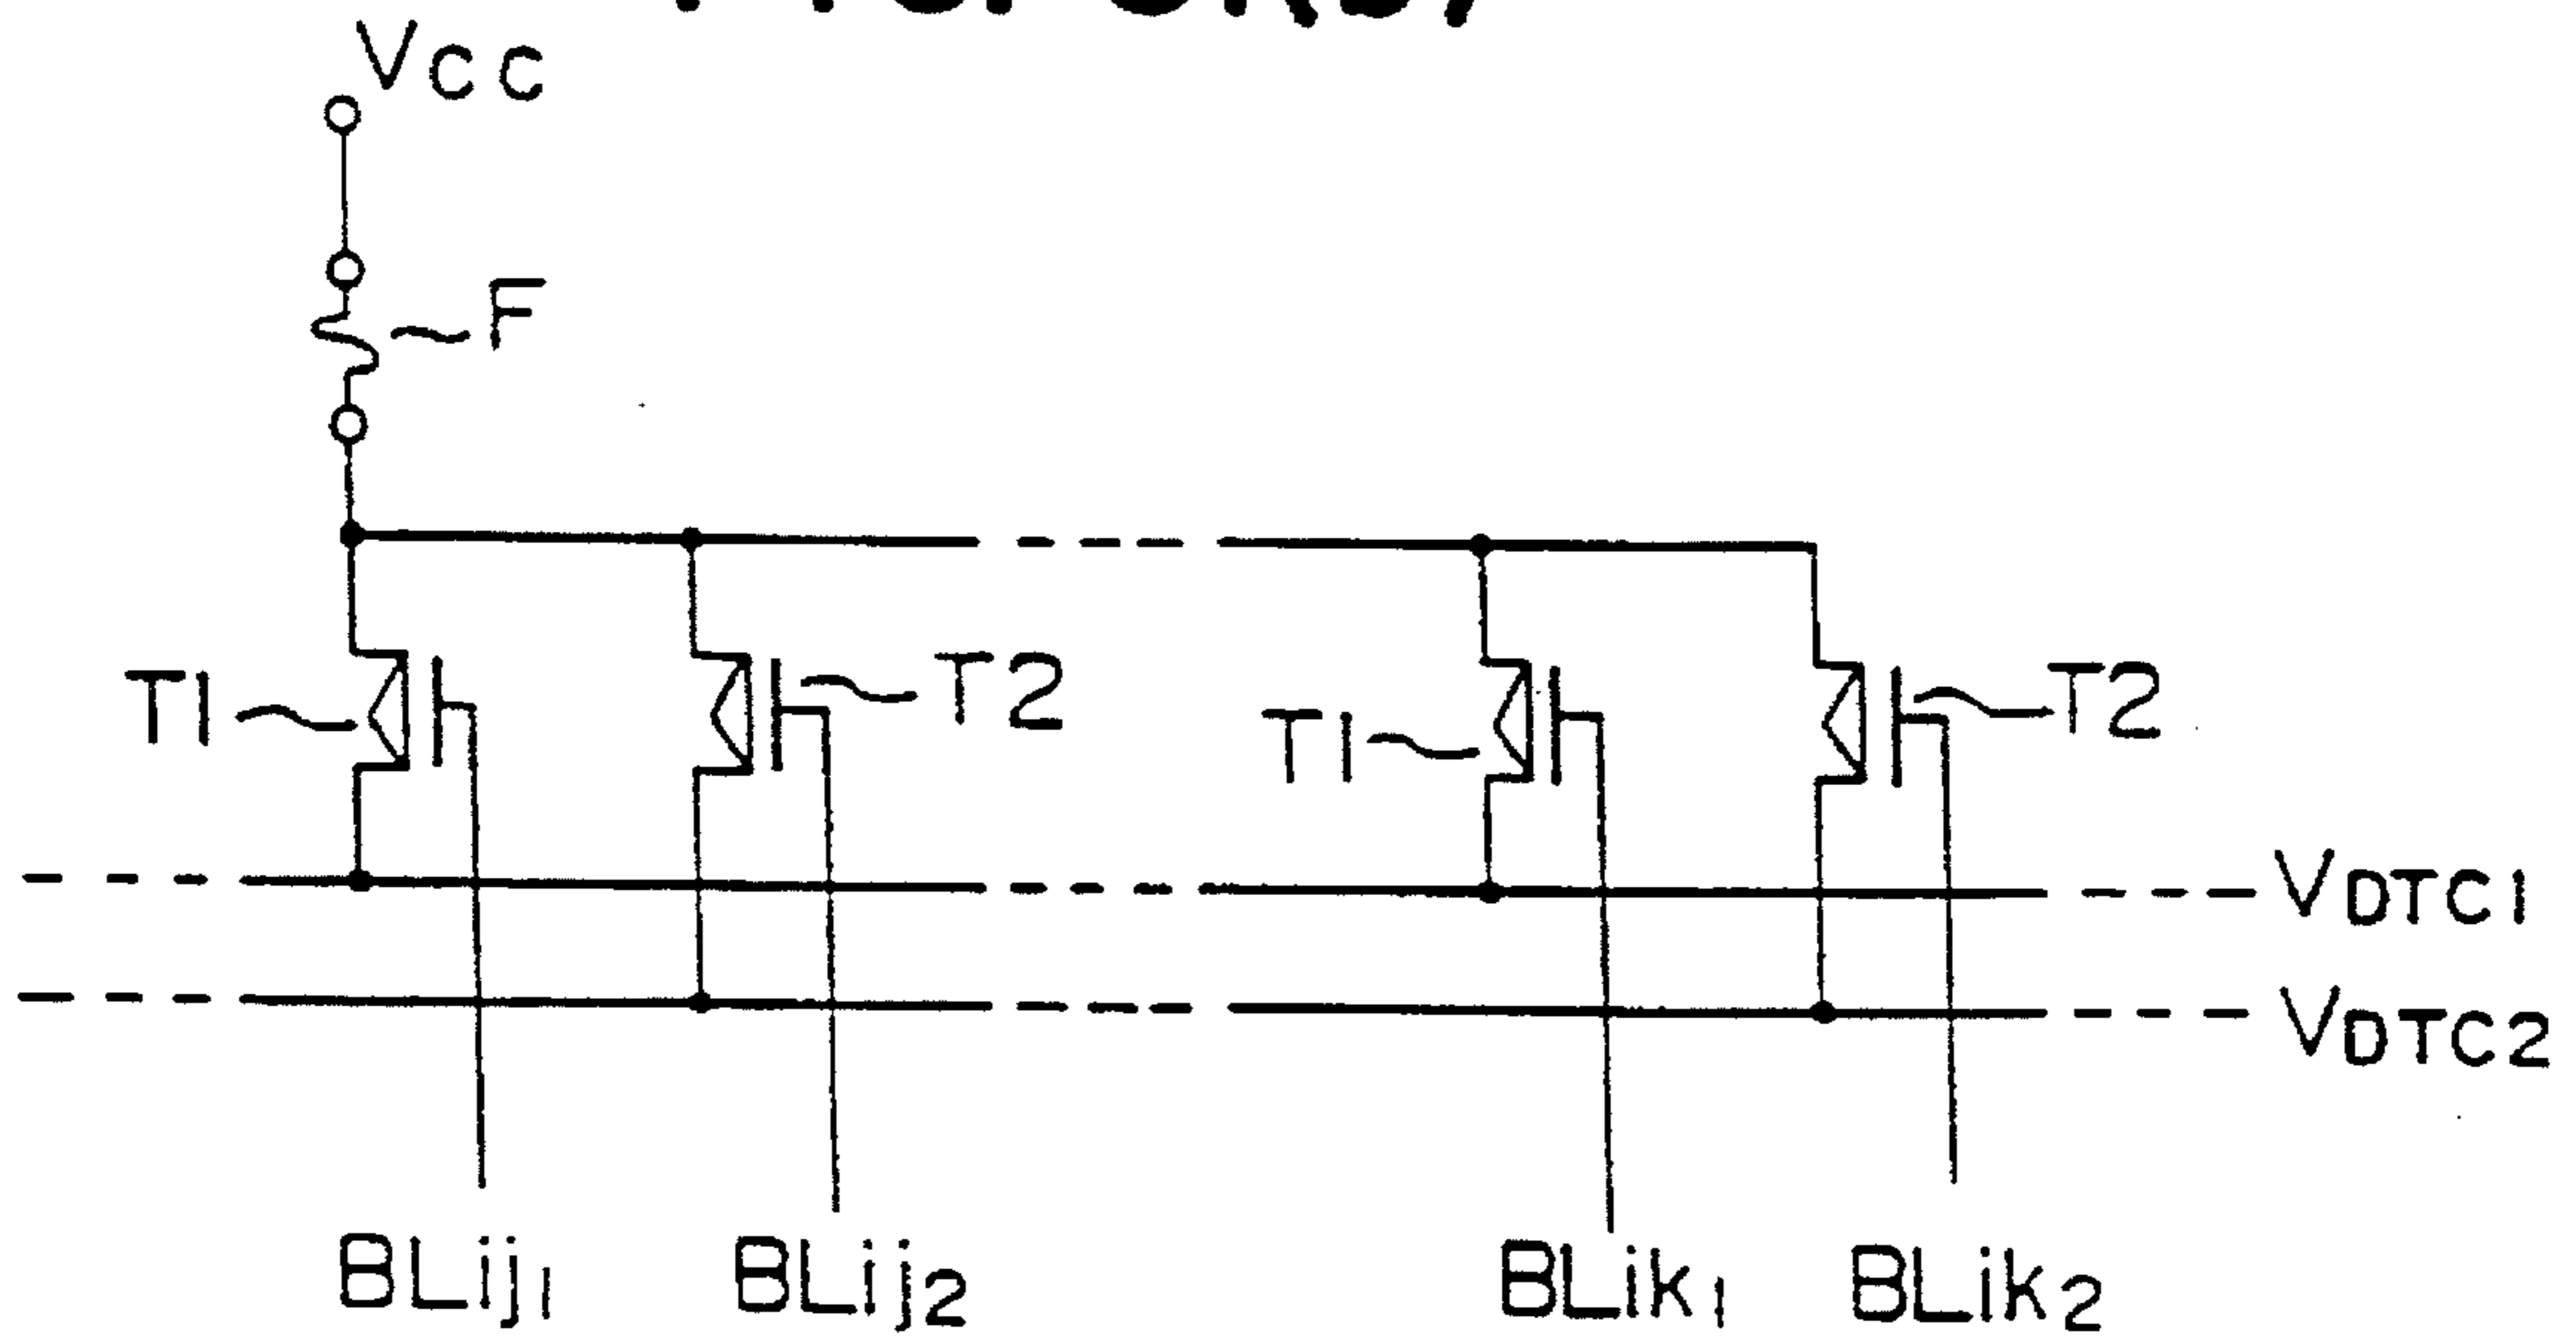 VCC
F
T1 T2 T1 T2
VDTC1
VDTC2
BLij1 BLij2 BLik1 BLik2